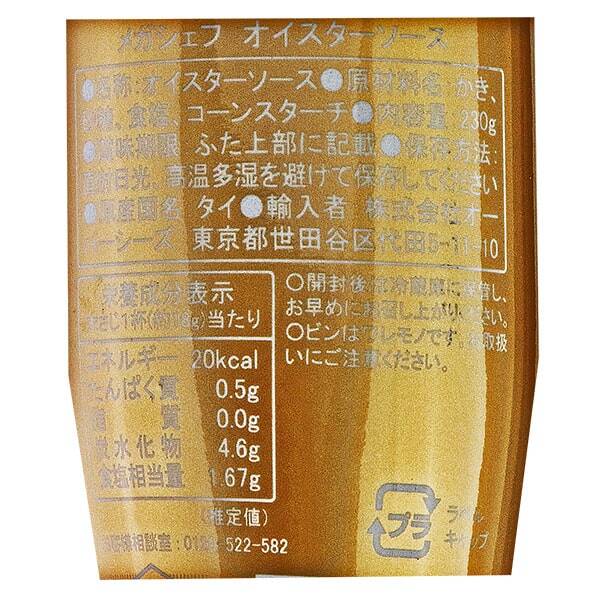 メガシェフ オイスターソース
●名称:オイスターソース●原材料名:かき、
糖、食塩、コーンスターチ●内容量 230g
●賞味期限 ふた上部に記載●保存方法:
直射日光、高温多湿を避けて保存してください
●原産国名 タイ●輸入者 株式会社オー
シーズ 東京都世田谷区代田5-11-10
栄養成分表示
大さじ1杯 当たり
エネルギー 20kcal
たんぱく質 0.5g
脂質 0.0g
炭水化物 4.6g
食塩相当量 1.67g
(推定値)
お客様相談室: 522-582
○開封後は冷蔵庫に保管し、
お早めにお召し上がりください。
○ビンはワレモノです。お取扱
いにご注意ください。
プラ
ラベル
キャップ